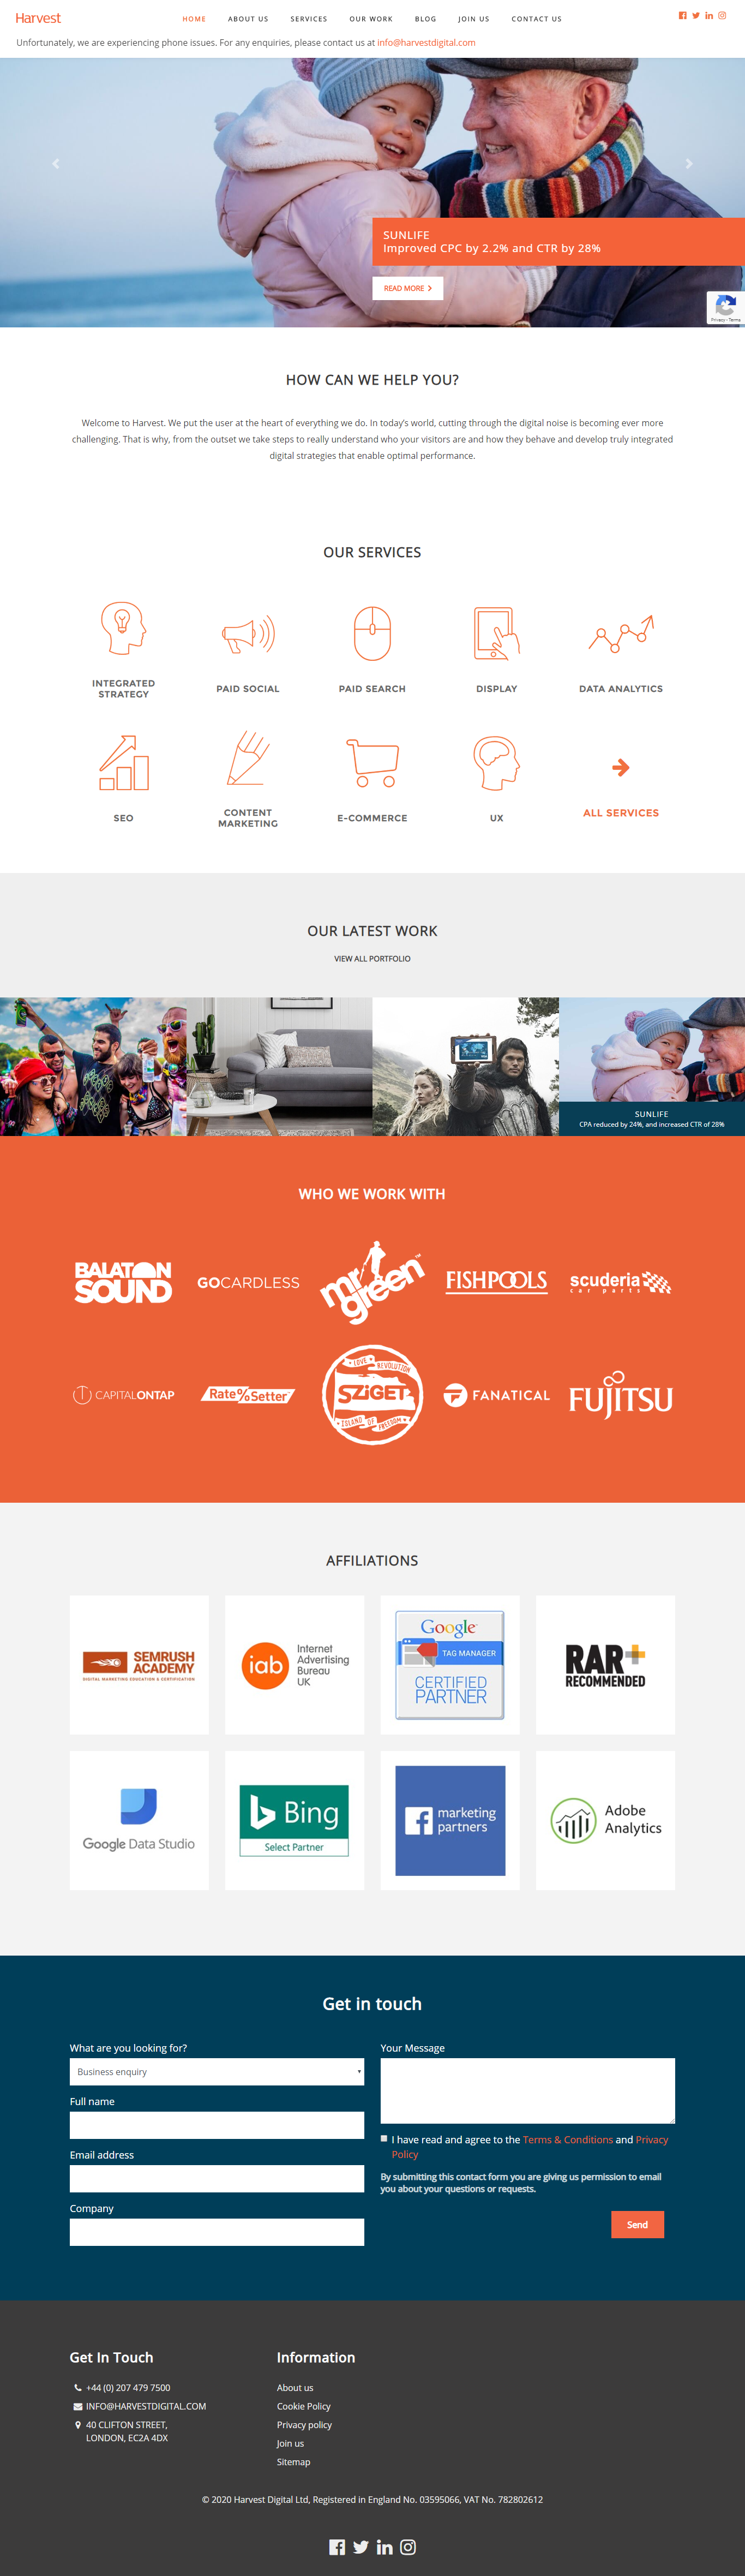 Harvest
HOME ABOUT US SERVICES OUR WORK BLOG JOIN US CONTACT US
Unfortunately, we are experiencing phone issues. For any enquiries, please contact us at info@harvestdigital.com
SUNLIFE
Improved CPC by 2.2% and CTR by 28%
READ MORE
Privacy - Terms
HOW CAN WE HELP YOU?
Welcome to Harvest. We put the user at the heart of everything we do. In today’s world, cutting through the digital noise is becoming ever more
challenging. That is why, from the outset we take steps to really understand who your visitors are and how they behave and develop truly integrated
digital strategies that enable optimal performance.
OUR SERVICES
INTEGRATED
STRATEGY
PAID SOCIAL
PAID SEARCH
DISPLAY
DATA ANALYTICS
SEO
CONTENT
MARKETING
E-COMMERCE
UX
ALL SERVICES
OUR LATEST WORK
VIEW ALL PORTFOLIO
SUNLIFE
CPA reduced by 24%, and increased CTR of 28%
WHO WE WORK WITH
BALATON
SOUND
GOCARDLESS
mr green™
FISHPOOLS
scuderia
car parts
CAPITALONTAP
Rate%Setter
LOVE REVOLUTION
SZIGET
ISLAND OF FREEDOM
FANATICAL
FUJITSU
AFFILIATIONS
SEMRUSH
ACADEMY
DIGITAL MARKETING EDUCATION & CERTIFICATION
iab
Internet
Advertising
Bureau
UK
Google
TAG MANAGER
CERTIFIED
PARTNER
RAR+
RECOMMENDED
Google Data Studio
Bing
Select Partner
marketing
partners
Adobe
Analytics
Get in touch
What are you looking for?
Business enquiry
Full name
Email address
Company
Your Message
I have read and agree to the Terms & Conditions and Privacy
Policy
By submitting this contact form you are giving us permission to email
you about your questions or requests.
Send
Get In Touch
+44 (0) 207 479 7500
INFO@HARVESTDIGITAL.COM
40 CLIFTON STREET,
LONDON, EC2A 4DX
Information
About us
Cookie Policy
Privacy policy
Join us
Sitemap
© 2020 Harvest Digital Ltd, Registered in England No. 03595066, VAT No. 782802612